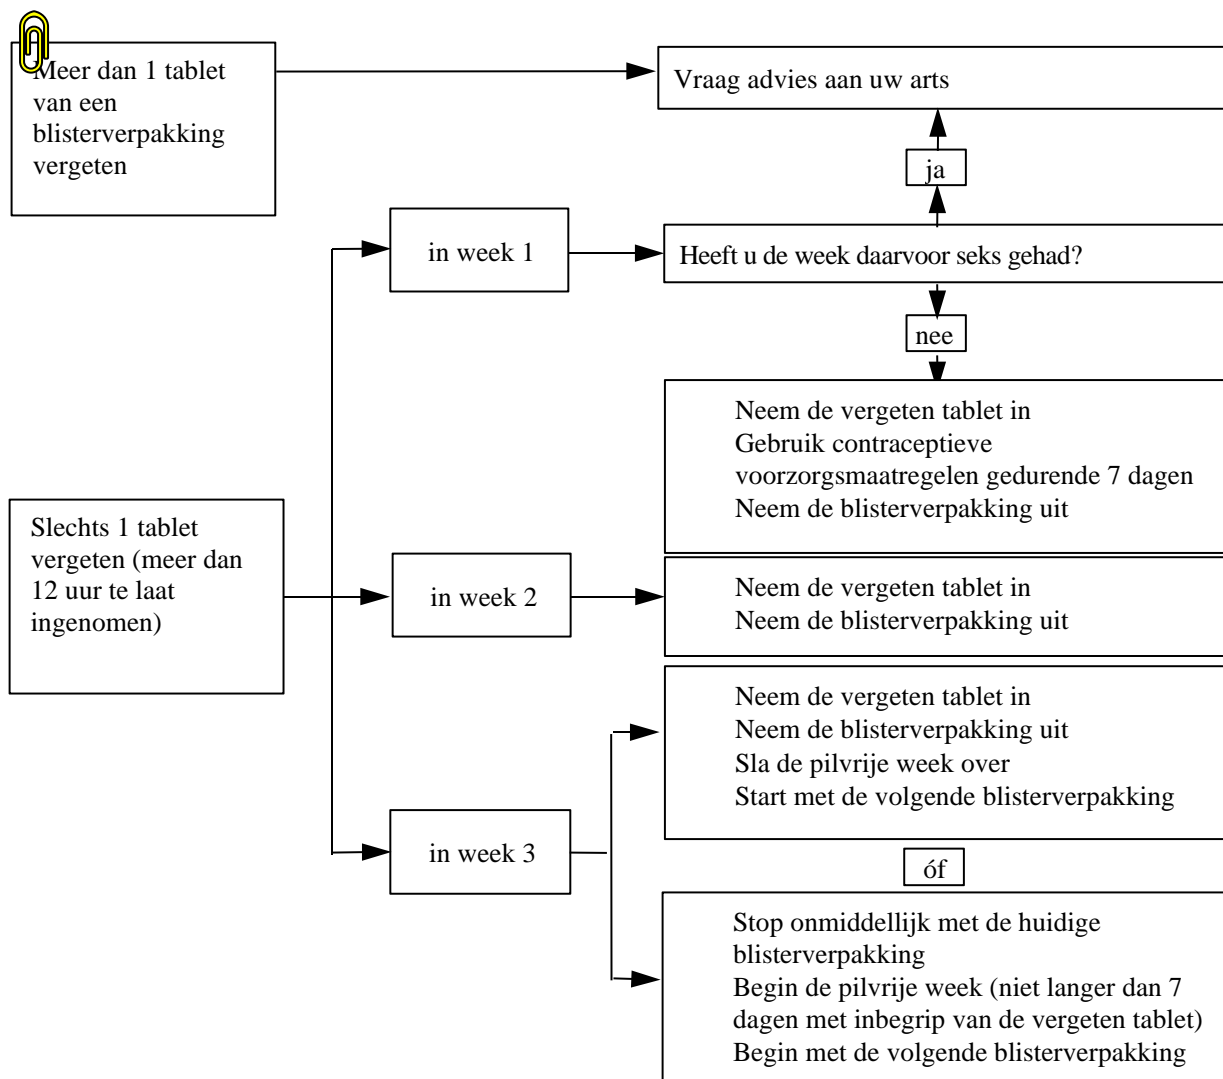 Meer dan 1 tablet
van een
blisterverpakking
vergeten
Vraag advies aan uw arts
ja
in week 1
Heeft u de week daarvoor seks gehad?
nee
Neem de vergeten tablet in
Gebruik contraceptieve
voorzorgsmaatregelen gedurende 7 dagen
Neem de blisterverpakking uit
Slechts 1 tablet
vergeten (meer dan
12 uur te laat
ingenomen)
in week 2
Neem de vergeten tablet in
Neem de blisterverpakking uit
Neem de vergeten tablet in
Neem de blisterverpakking uit
Sla de pilvrije week over
Start met de volgende blisterverpakking
in week 3
óf
Stop onmiddellijk met de huidige
blisterverpakking
Begin de pilvrije week (niet langer dan 7
dagen met inbegrip van de vergeten tablet)
Begin met de volgende blisterverpakking